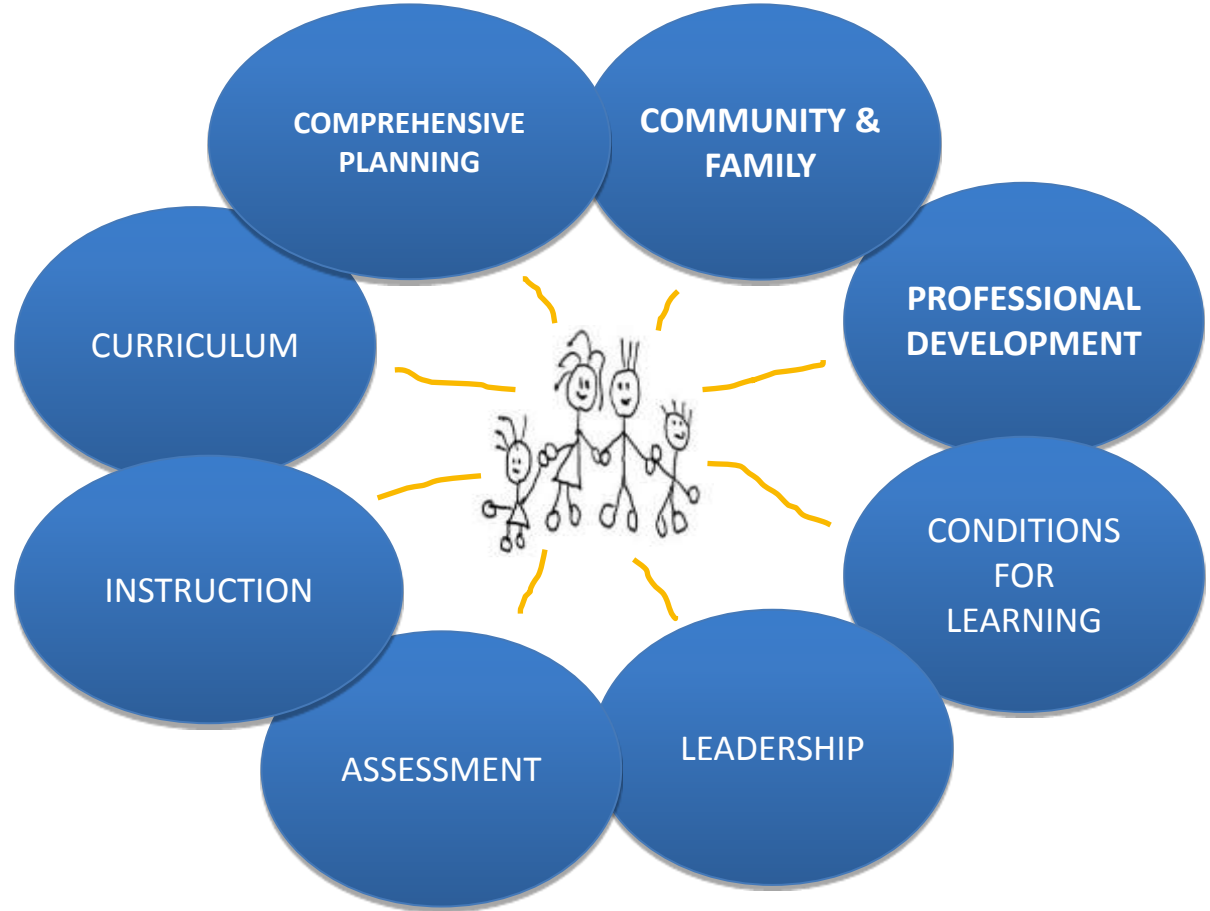 COMPREHENSIVE
PLANNING
COMMUNITY &
FAMILY
PROFESSIONAL
DEVELOPMENT
CONDITIONS
FOR
LEARNING
LEADERSHIP
ASSESSMENT
INSTRUCTION
CURRICULUM